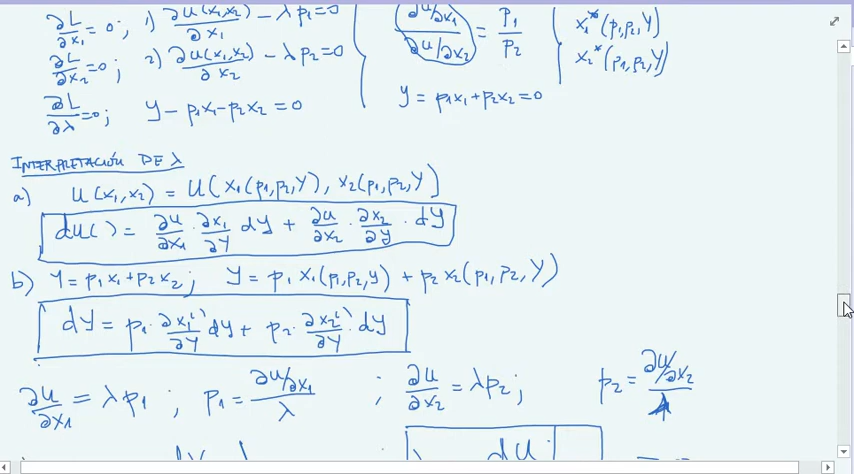 ∂L/∂x1 = 0; 1) ∂U(x1,x2)/∂x1 − λp1 = 0
∂L/∂x2 = 0; 2) ∂U(x1,x2)/∂x2 − λp2 = 0
∂L/∂λ = 0; Y − p1x1 − p2x2 = 0
∂u/∂x1 / ∂u/∂x2 = p1/p2
Y = p1x1 + p2x2 = 0
x1*(p1,p2,Y)
x2*(p1,p2,Y)
INTERPRETACIÓN DE λ
a) U(x1,x2) = U(x1(p1,p2,Y), x2(p1,p2,Y)
dU() = ∂u/∂x1 · ∂x1/∂Y dY + ∂u/∂x2 · ∂x2/∂y · dY
b) Y = p1x1 + p2x2; Y = p1 x1(p1,p2,y) + p2 x2(p1,p2,Y)
dY = p1 · ∂x1()/∂Y dY + p2 · ∂x2()/∂Y · dY
∂u/∂x1 = λp1; p1 = ∂u/∂x1 / λ; ∂u/∂x2 = λp2; p2 = ∂u/∂x2 / λ
dU